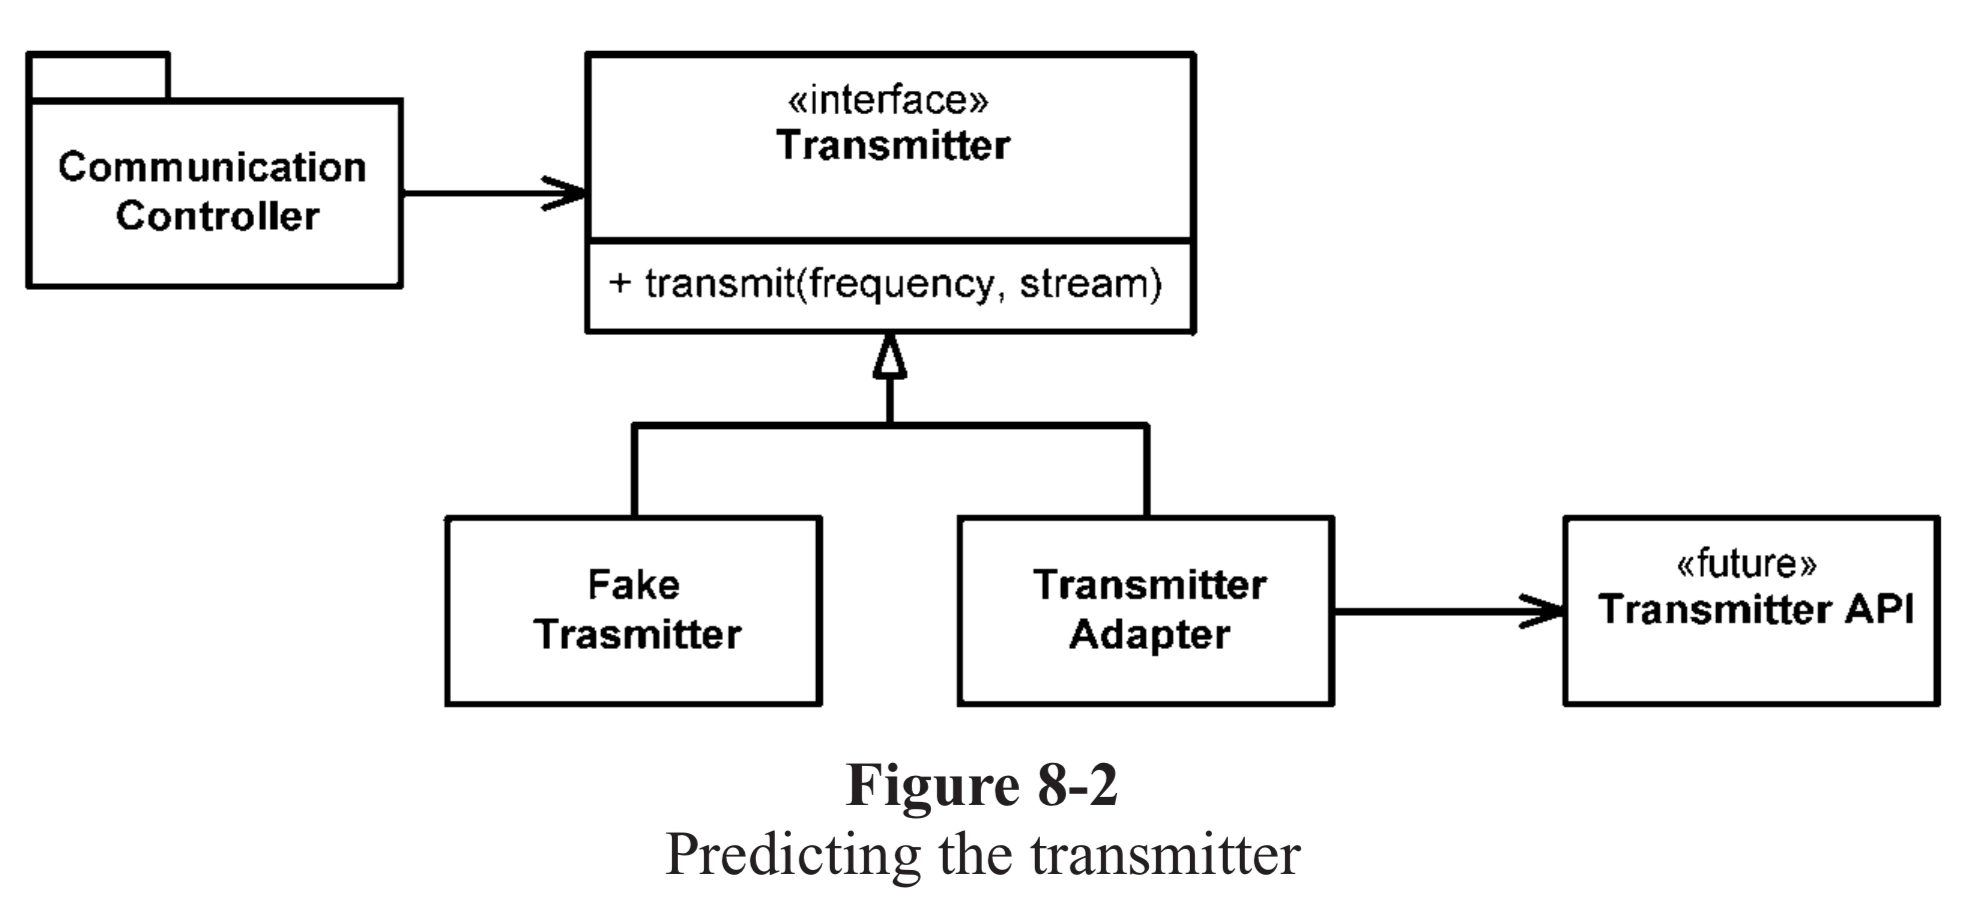 Communication
Controller
«interface»
Transmitter
+ transmit(frequency, stream)
Fake
Trasmitter
Transmitter
Adapter
«future»
Transmitter API
Figure 8-2
Predicting the transmitter